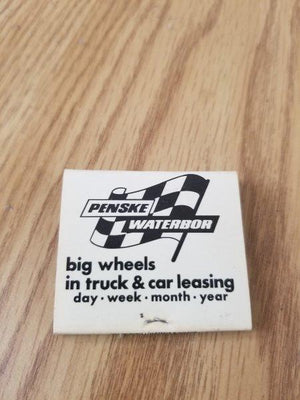 PENSKE
WATERBOR
big wheels
in truck & car leasing
day · week · month · year